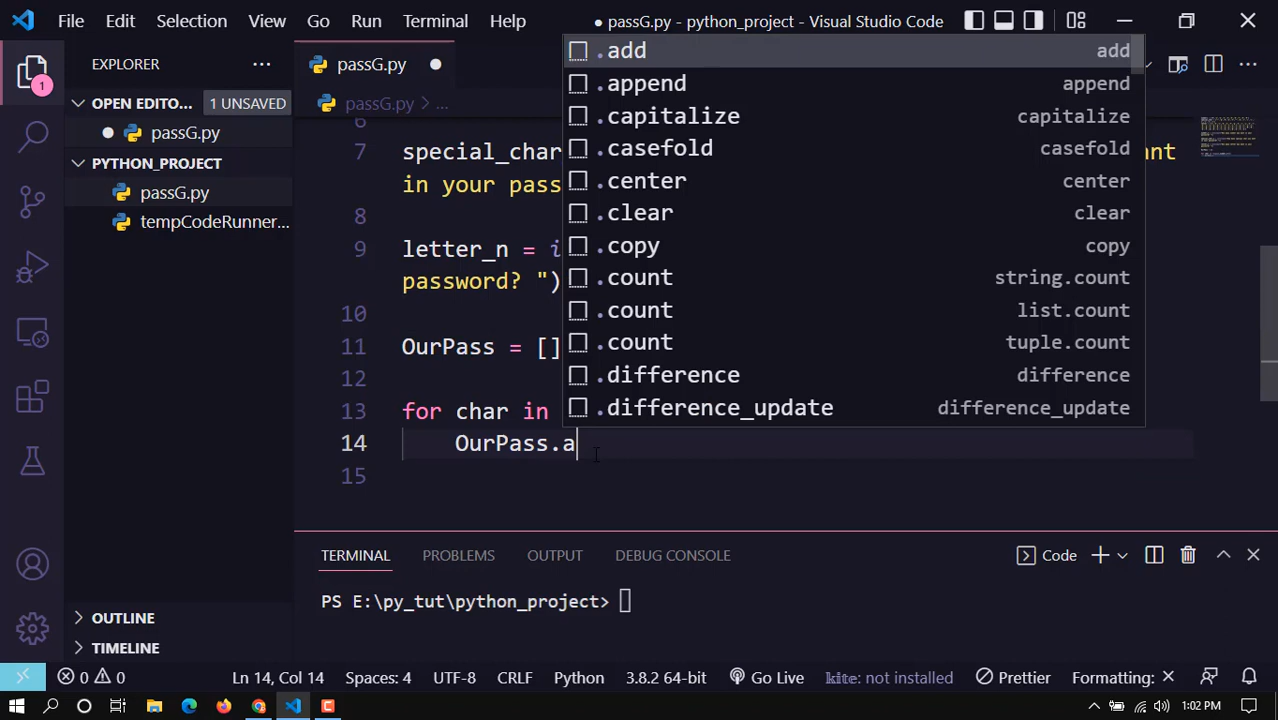 File Edit Selection View Go Run Terminal Help ● passG.py - python_project - Visual Studio Code
EXPLORER ...
passG.py ●
OPEN EDITO... 1 UNSAVED
● passG.py
PYTHON_PROJECT
passG.py
tempCodeRunner...
OUTLINE
TIMELINE
1
passG.py > ...
6
7 special_char
in your pass
nt
8
9 letter_n = i
password? ")
10
11 OurPass = []
12
13 for char in
14 OurPass.a
15
.add add
.append append
.capitalize capitalize
.casefold casefold
.center center
.clear clear
.copy copy
.count string.count
.count list.count
.count tuple.count
.difference difference
.difference_update difference_update
TERMINAL PROBLEMS OUTPUT DEBUG CONSOLE Code
PS E:\py_tut\python_project>
0 0 Ln 14, Col 14 Spaces: 4 UTF-8 CRLF Python 3.8.2 64-bit Go Live kite: not installed Prettier Formatting: ×
1:02 PM